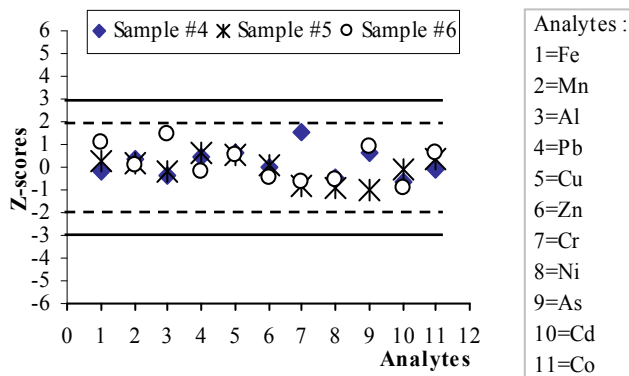 Sample #4 Sample #5 Sample #6
6
5
4
3
2
1
0
-1
-2
-3
-4
-5
-6
Z-scores
0 1 2 3 4 5 6 7 8 9 10 11 12
Analytes
Analytes :
1=Fe
2=Mn
3=Al
4=Pb
5=Cu
6=Zn
7=Cr
8=Ni
9=As
10=Cd
11=Co